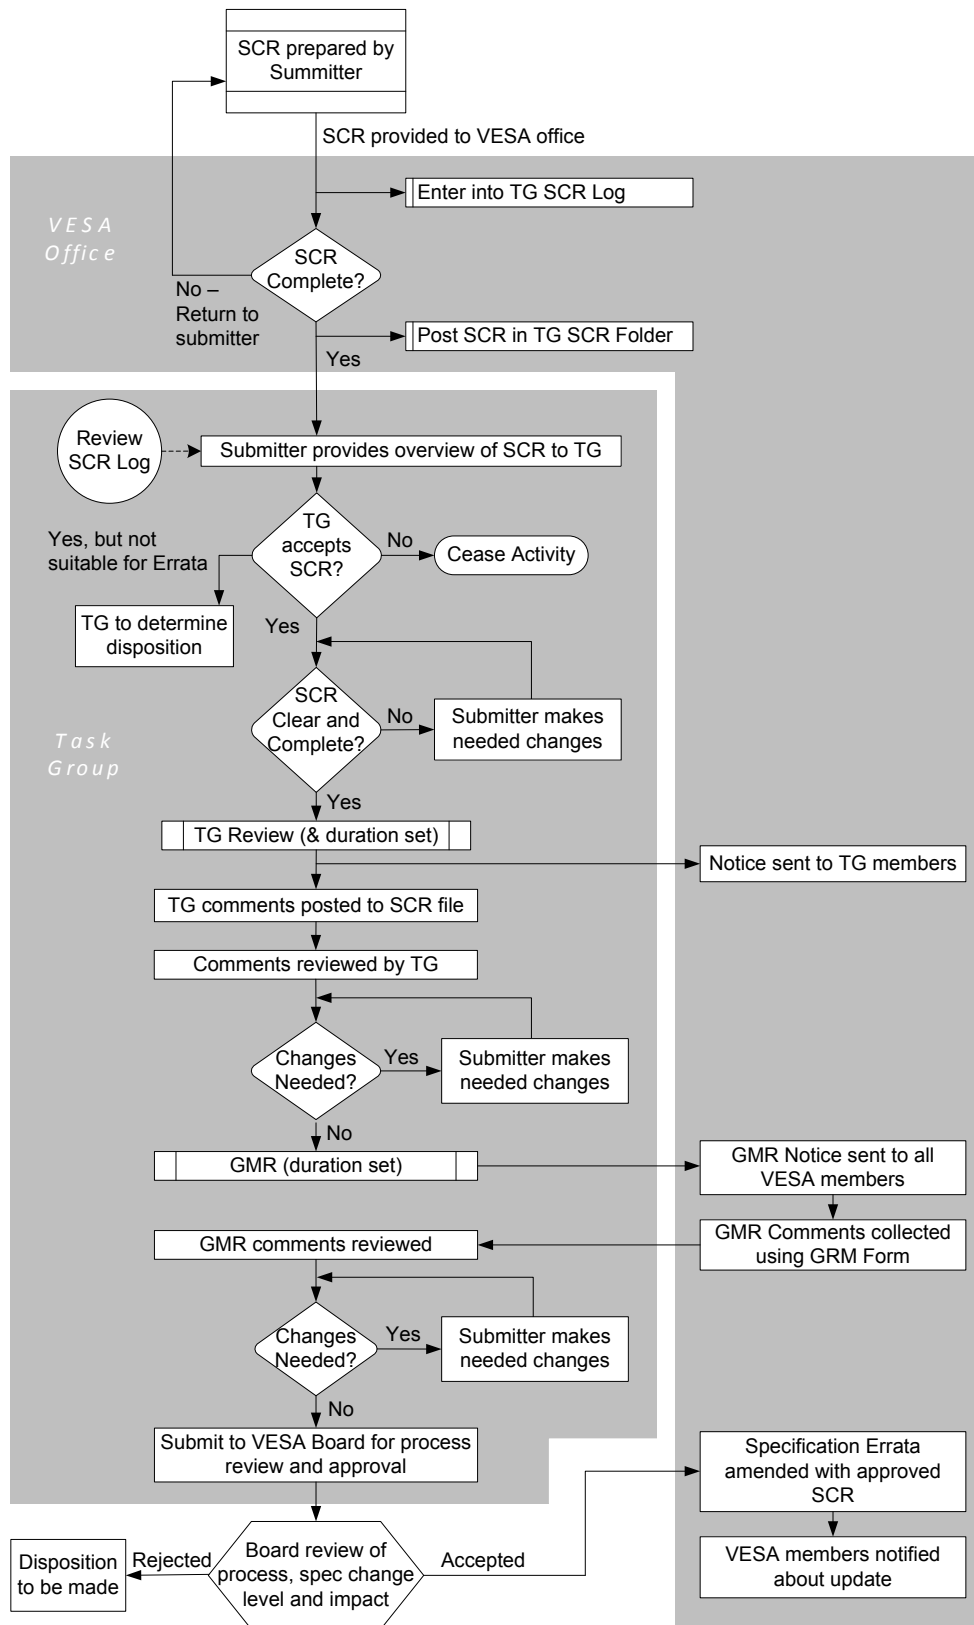 SCR prepared by
Summitter
SCR provided to VESA office
VESA
Office
Enter into TG SCR Log
SCR
Complete?
No –
Return to
submitter
Post SCR in TG SCR Folder
Yes
Review
SCR Log
Submitter provides overview of SCR to TG
TG
accepts
SCR?
No
Cease Activity
Yes, but not
suitable for Errata
TG to determine
disposition
Yes
SCR
Clear and
Complete?
No
Submitter makes
needed changes
Task
Group
Yes
TG Review (& duration set)
Notice sent to TG members
TG comments posted to SCR file
Comments reviewed by TG
Changes
Needed?
Yes
Submitter makes
needed changes
No
GMR (duration set)
GMR Notice sent to all
VESA members
GMR Comments collected
using GRM Form
GMR comments reviewed
Changes
Needed?
Yes
Submitter makes
needed changes
No
Submit to VESA Board for process
review and approval
Specification Errata
amended with approved
SCR
VESA members notified
about update
Board review of
process, spec change
level and impact
Accepted
Rejected
Disposition
to be made